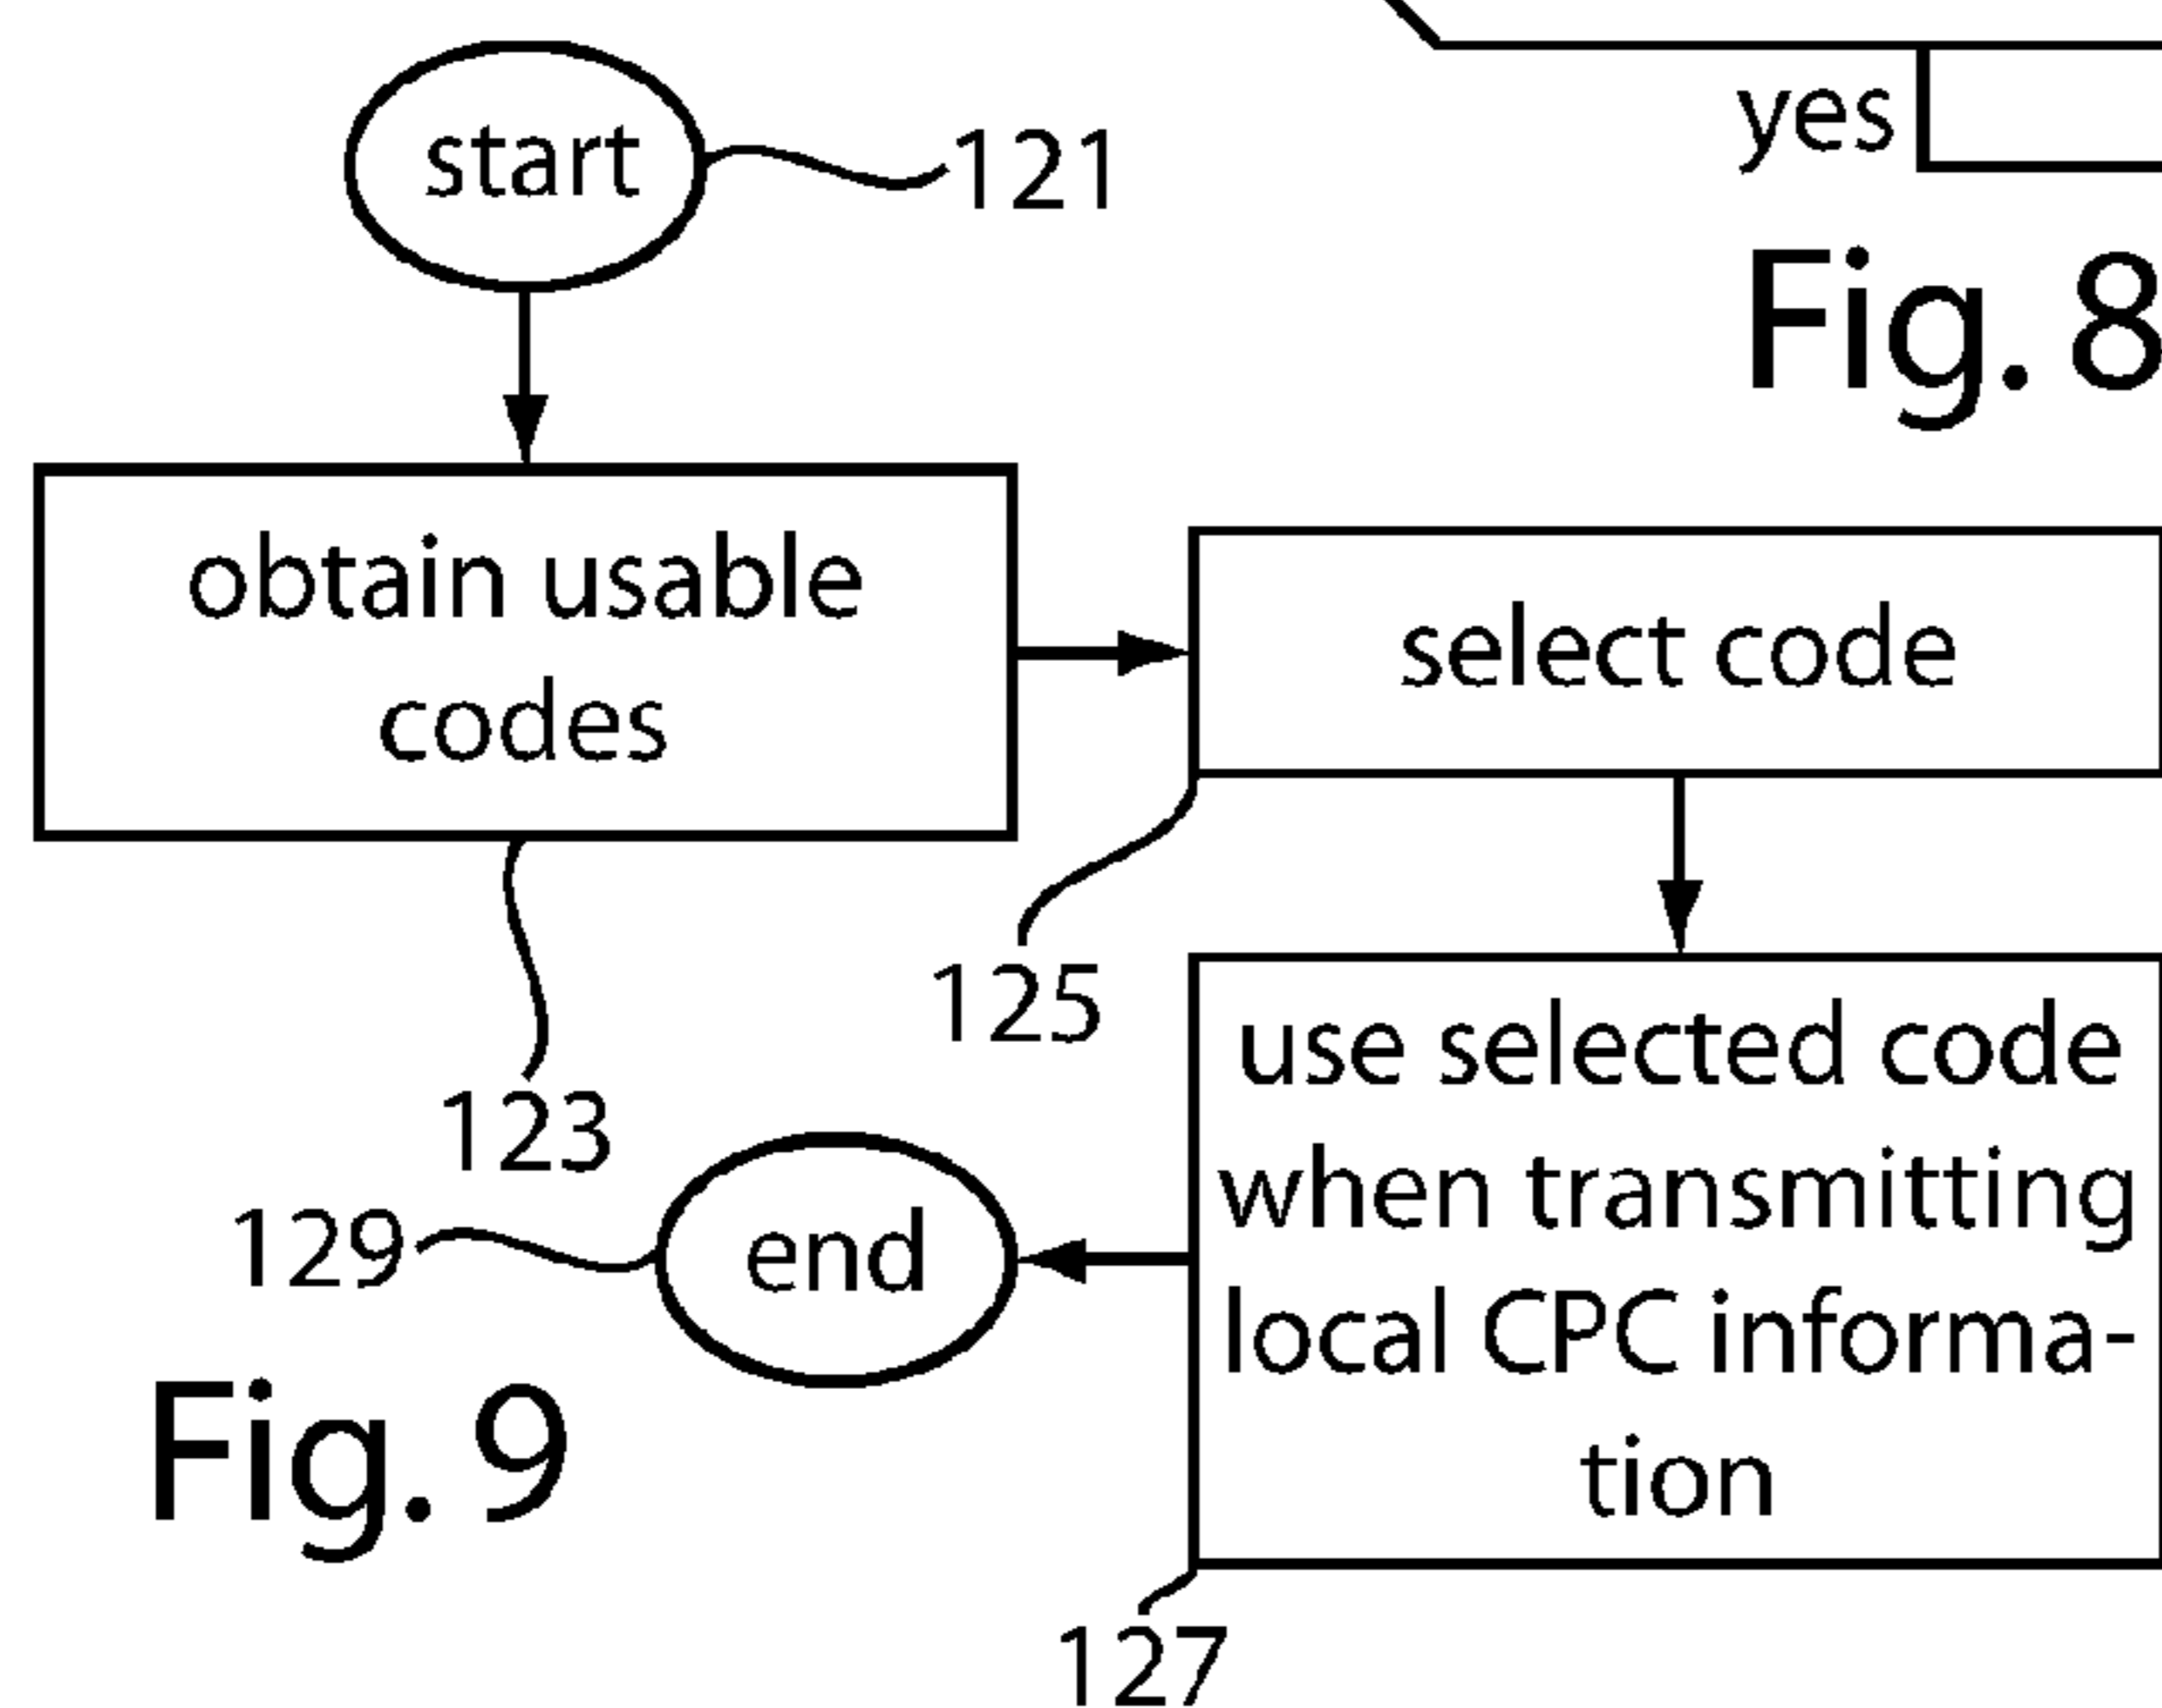 start
121
yes
Fig. 8
obtain usable
codes
select code
125
123
use selected code
when transmitting
local CPC informa-
tion
129
end
Fig. 9
127